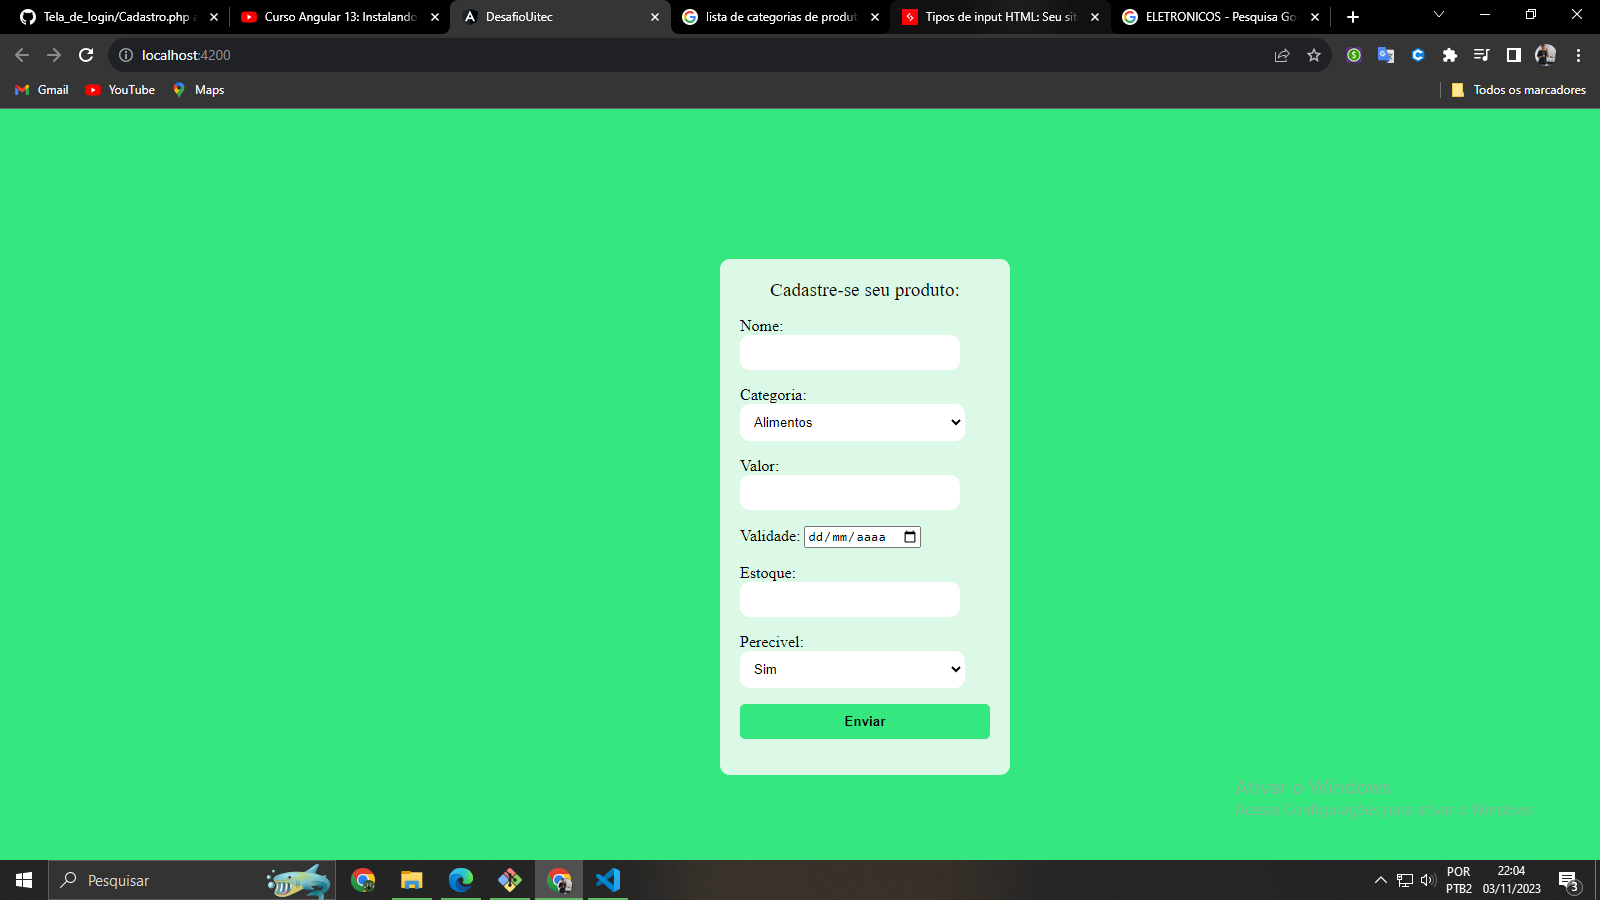 Tela_de_login/Cadastro.php a
Curso Angular 13: Instalando
DesafioUitec
lista de categorias de produt
Tipos de input HTML: Seu sit
ELETRONICOS - Pesquisa Go
localhost:4200
Gmail
YouTube
Maps
Todos os marcadores
Cadastre-se seu produto:
Nome:
Categoria:
Alimentos
Valor:
Validade: dd/mm/aaaa
Estoque:
Perecivel:
Sim
Enviar
Ativar o Windows
Acesse Configurações para ativar o Windows.
Pesquisar
POR
PTB2
22:04
03/11/2023
3